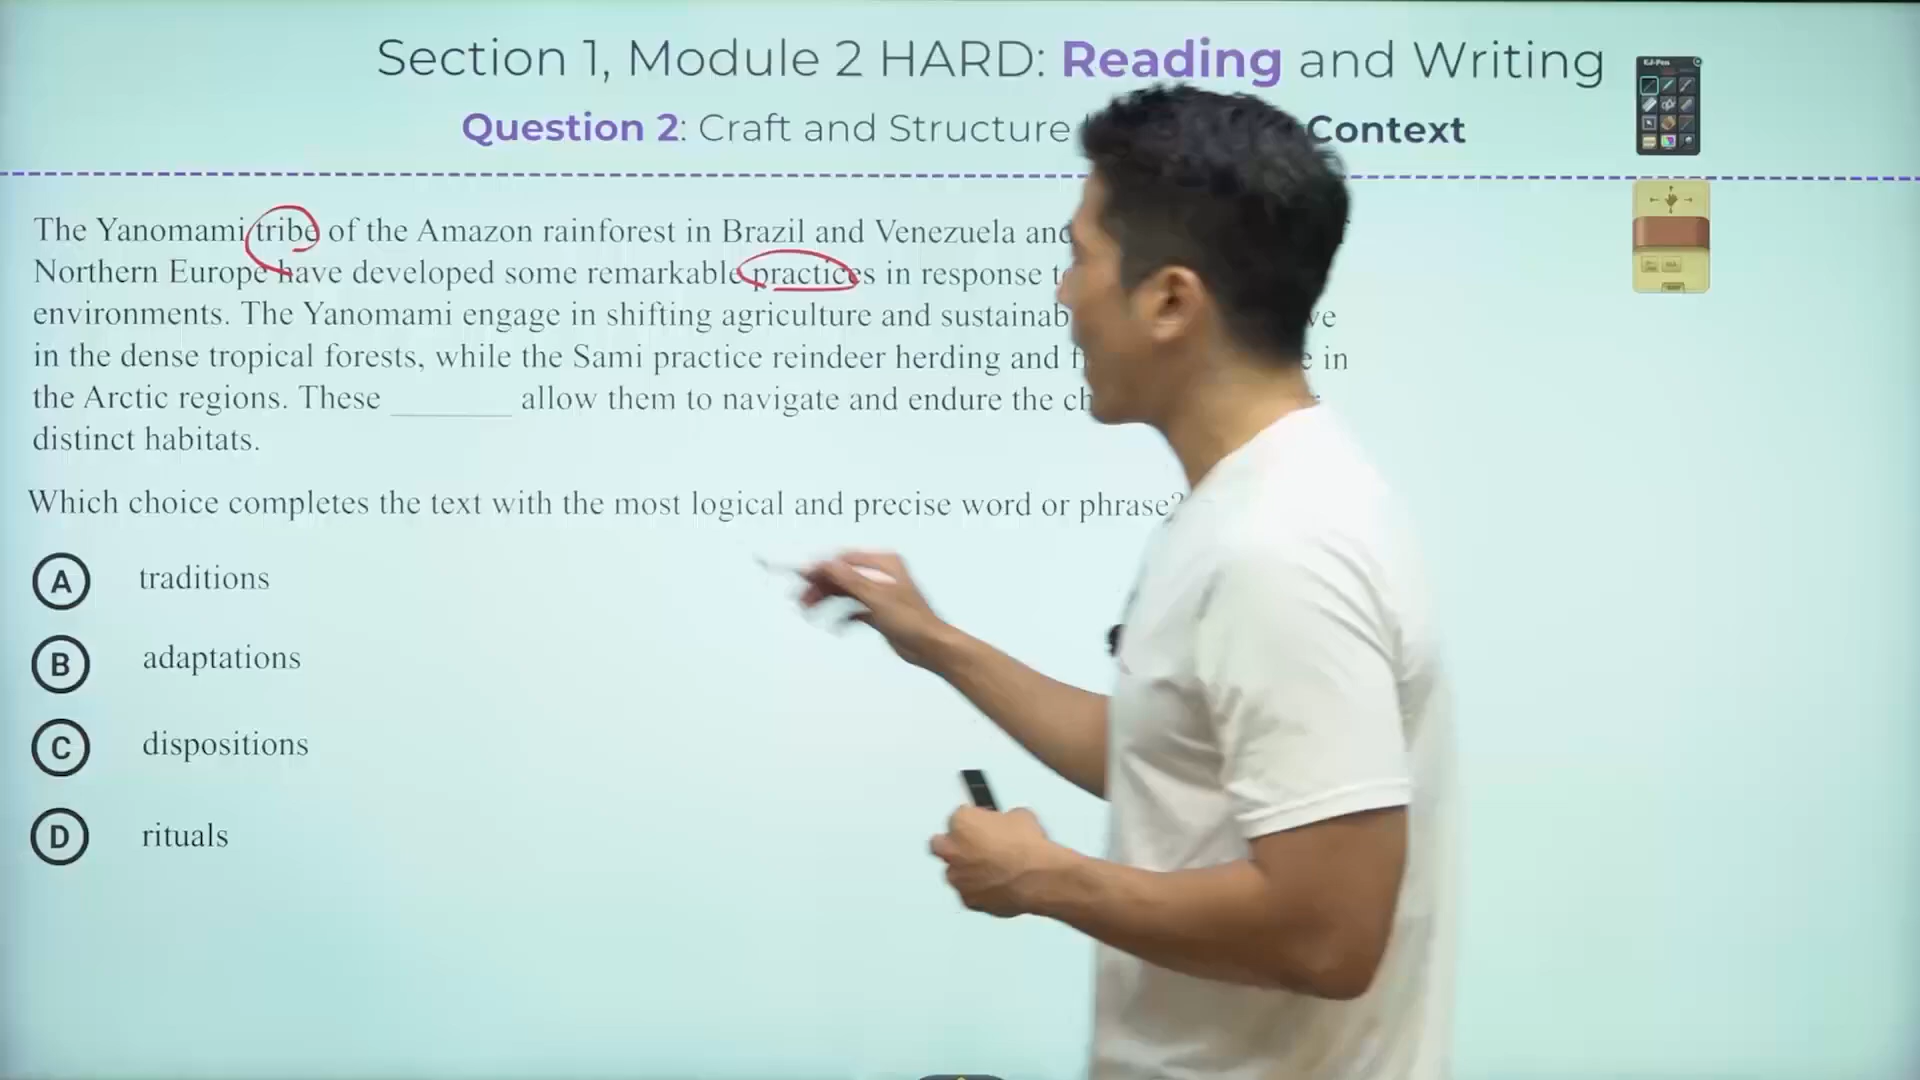 Section 1, Module 2 HARD: Reading and Writing
Question 2: Craft and Structure Context
EJ-Pen
The Yanomami tribe of the Amazon rainforest in Brazil and Venezuela and
Northern Europe have developed some remarkable practices in response
environments. The Yanomami engage in shifting agriculture and
in the dense tropical forests, while the Sami practice reindeer herding and in
the Arctic regions. These ______ allow them to navigate and endure the
distinct habitats.
Which choice completes the text with the most logical and precise word or phrase?
A traditions
B adaptations
C dispositions
D rituals